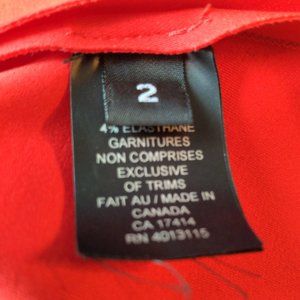 2
4% ELASTHANE
GARNITURES
NON COMPRISES
EXCLUSIVE
OF TRIMS
FAIT AU / MADE IN
CANADA
CA 17414
RN 4013115